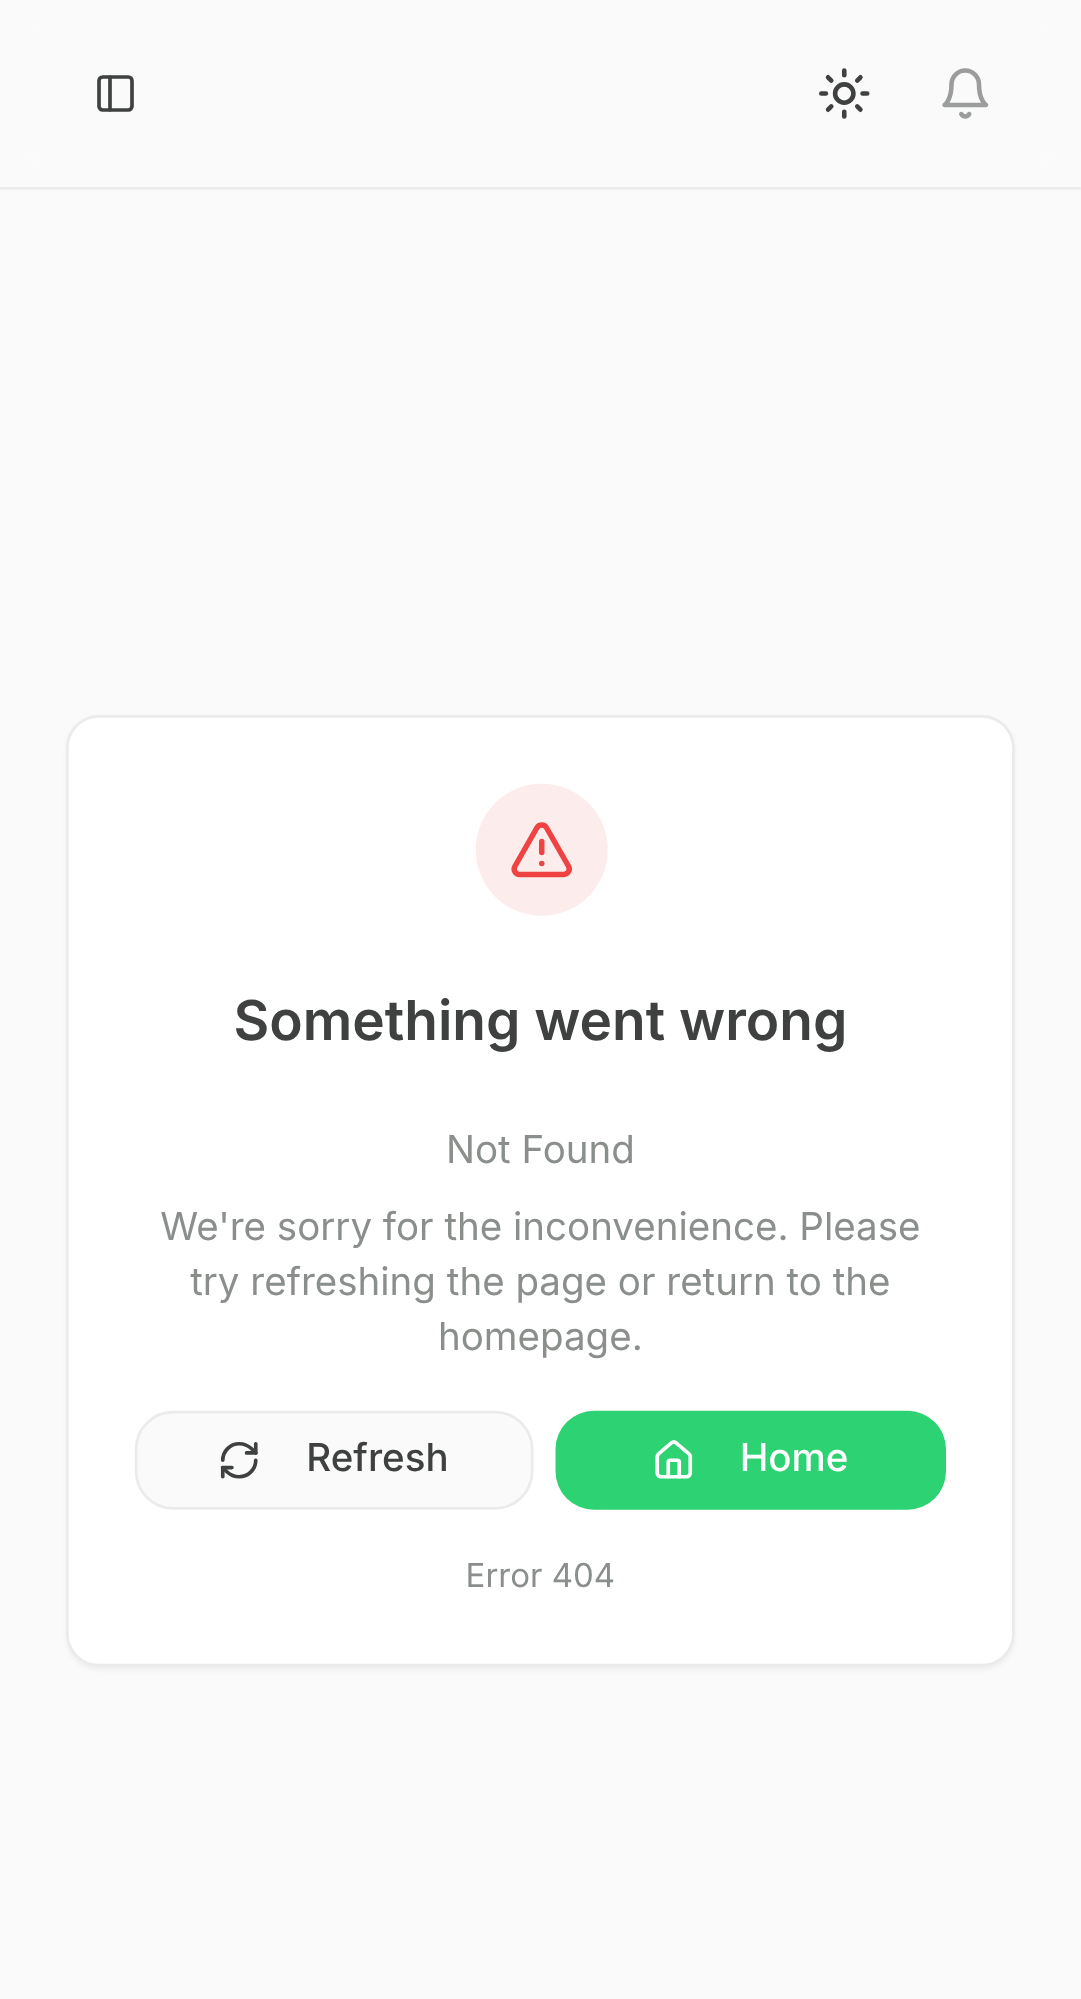 Something went wrong
Not Found
We're sorry for the inconvenience. Please
try refreshing the page or return to the
homepage.
Refresh
Home
Error 404